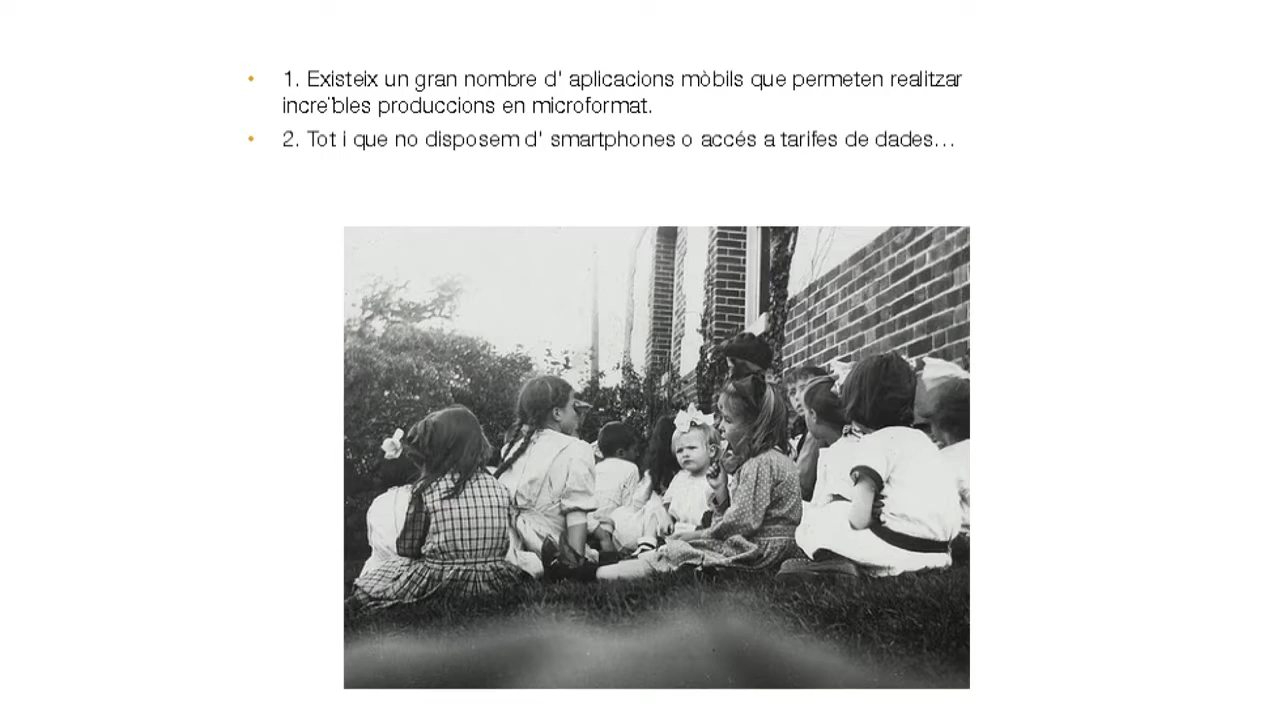 • 1. Existeix un gran nombre d' aplicacions mòbils que permeten realitzar
incre'bles produccions en microformat.
• 2. Tot i que no disposem d' smartphones o accés a tarifes de dades…